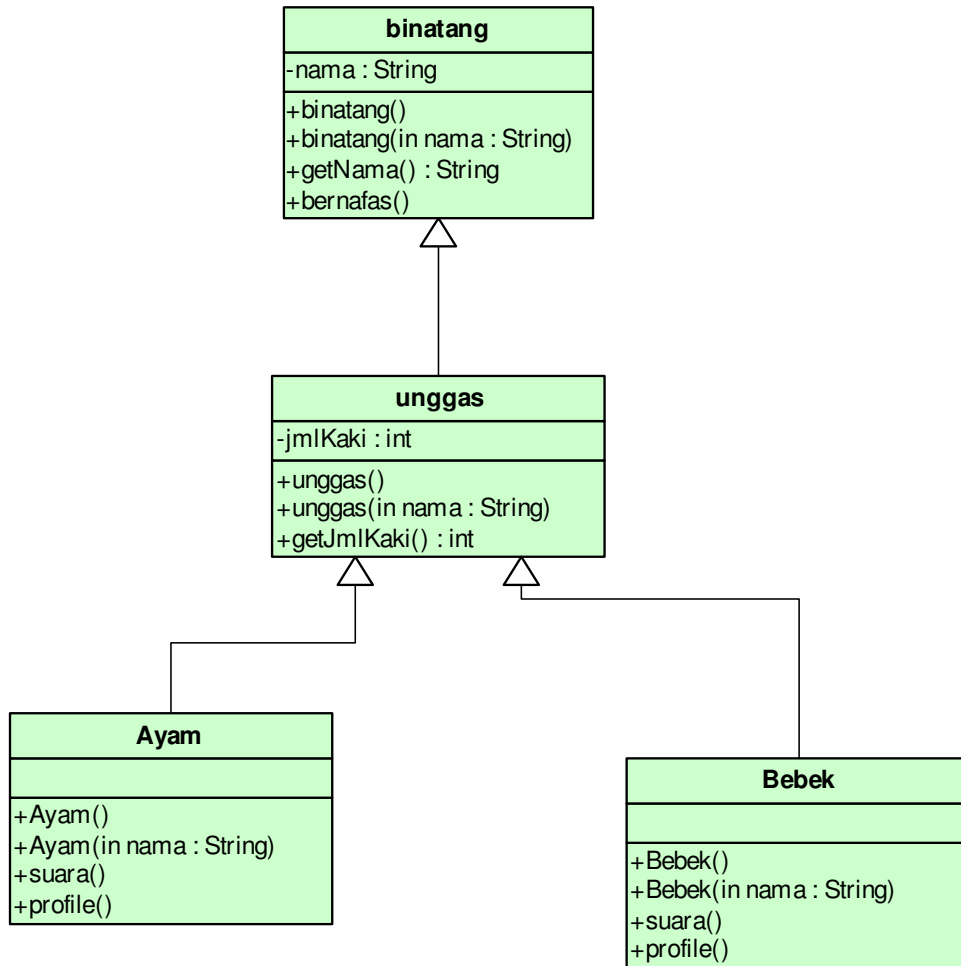 binatang
-nama : String
+binatang()
+binatang(in nama : String)
+getNama() : String
+bernafas()
unggas
-jmlKaki : int
+unggas()
+unggas(in nama : String)
+getJmlKaki() : int
Ayam
+Ayam()
+Ayam(in nama : String)
+suara()
+profile()
Bebek
+Bebek()
+Bebek(in nama : String)
+suara()
+profile()